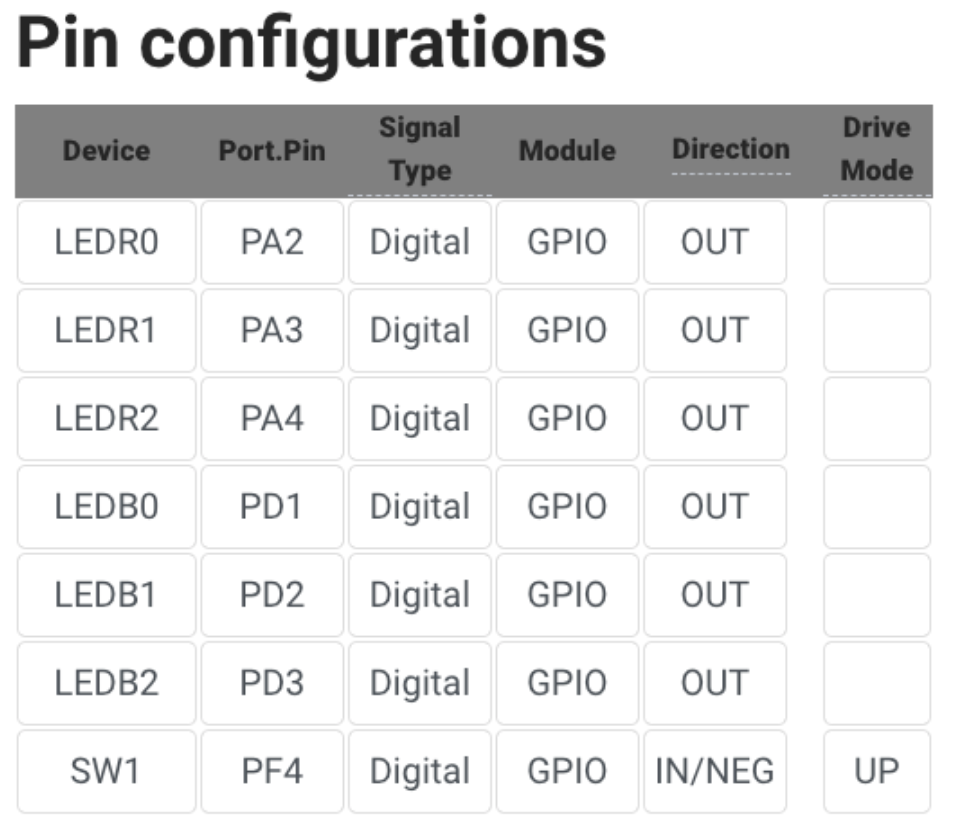 Pin configurations
Device Port.Pin Signal Type Module Direction Drive Mode
LEDR0 PA2 Digital GPIO OUT
LEDR1 PA3 Digital GPIO OUT
LEDR2 PA4 Digital GPIO OUT
LEDB0 PD1 Digital GPIO OUT
LEDB1 PD2 Digital GPIO OUT
LEDB2 PD3 Digital GPIO OUT
SW1 PF4 Digital GPIO IN/NEG UP